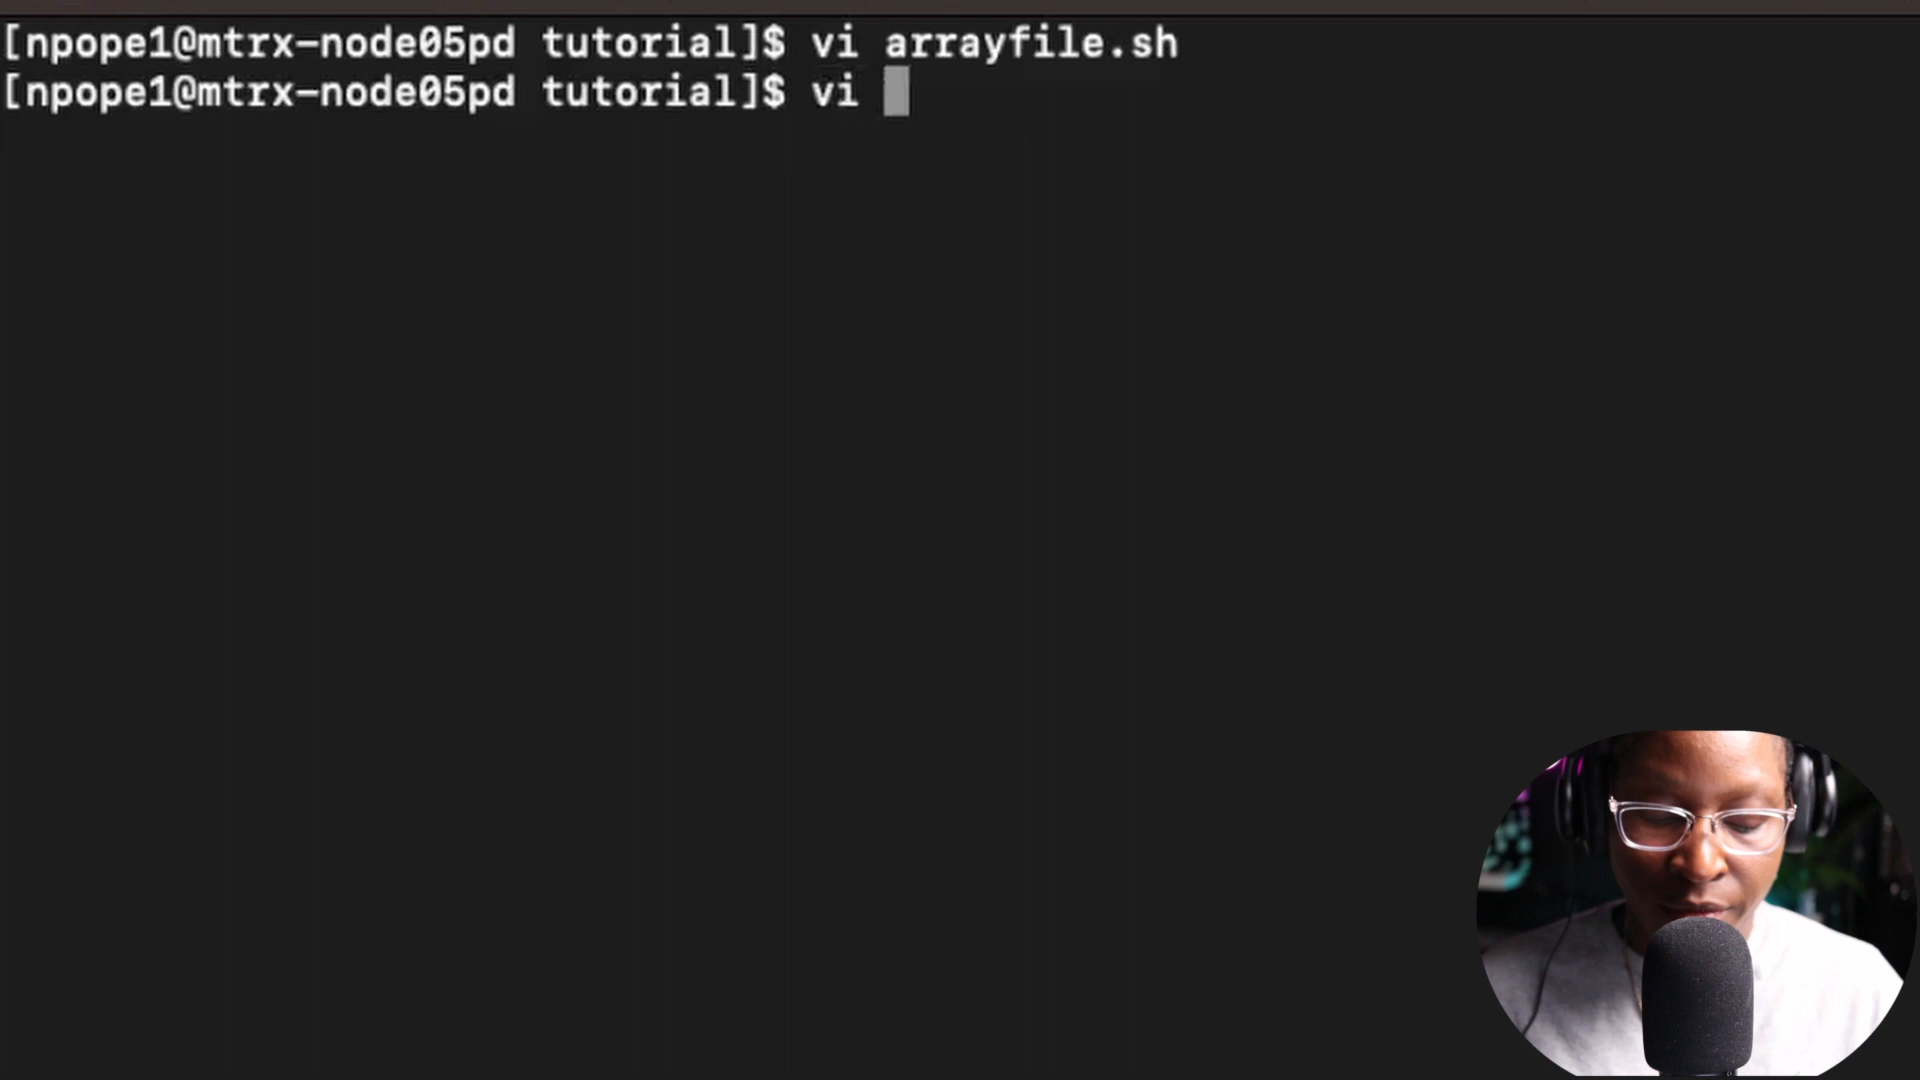 [npope1@mtrx-node05pd tutorial]$ vi arrayfile.sh
[npope1@mtrx-node05pd tutorial]$ vi